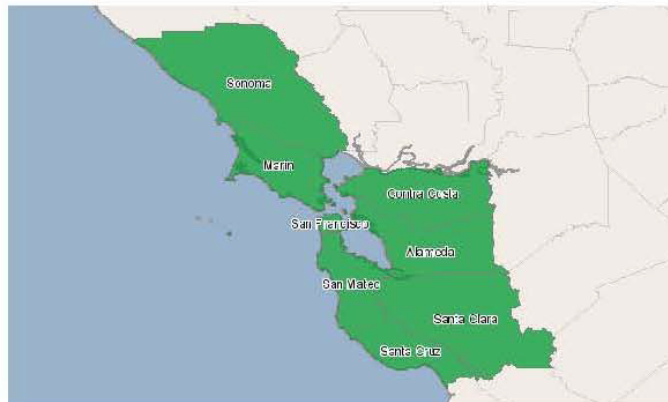 Sonoma
Marin
Contra Costa
San Francisco
Alameda
San Mateo
Santa Clara
Santa Cruz